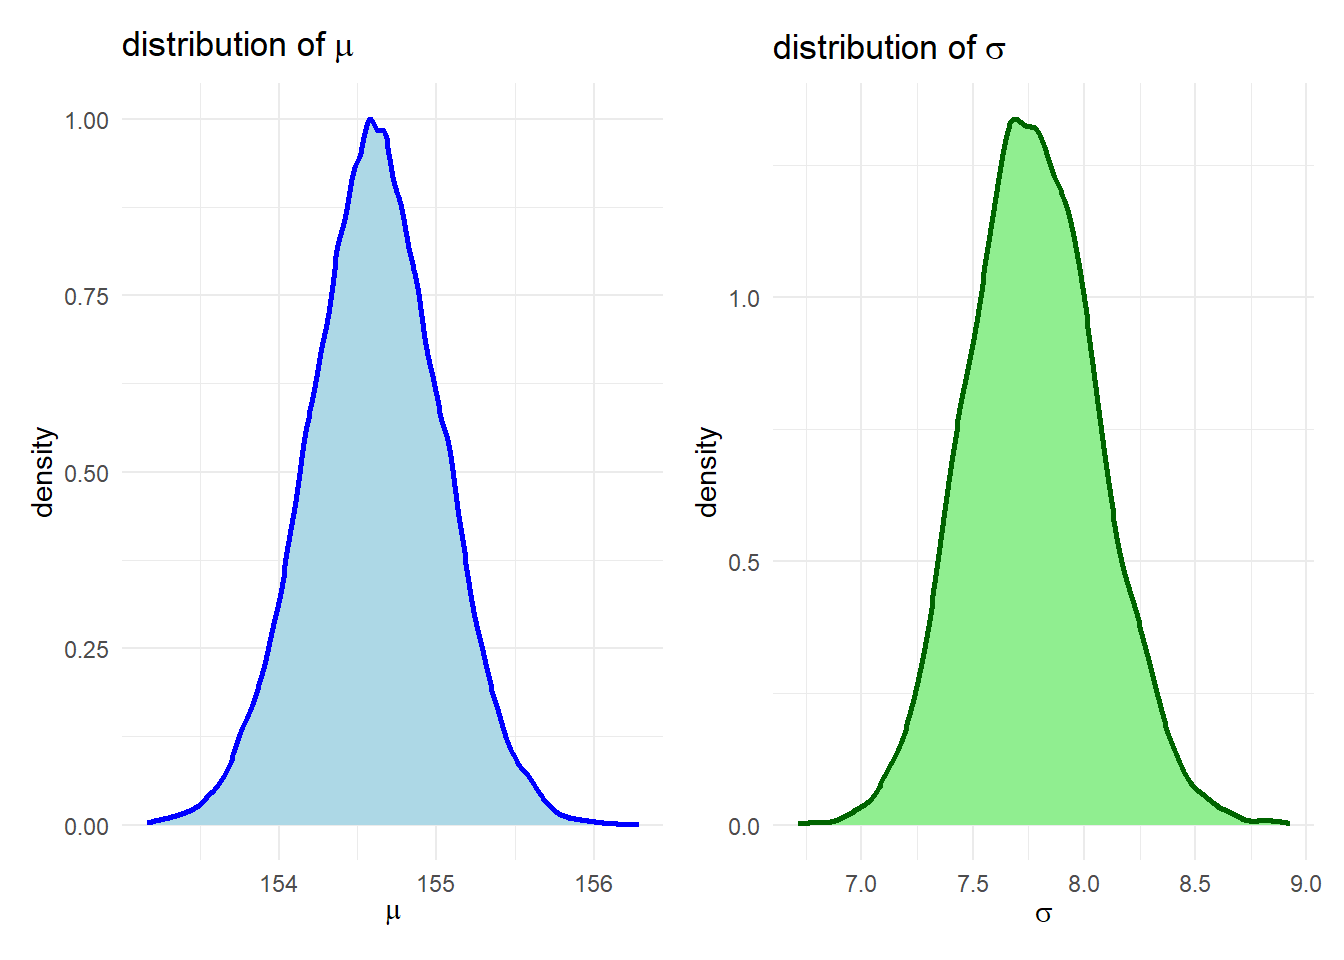 distribution of μ
1.00
0.75
0.50
0.25
0.00
density
154 155 156
μ
distribution of σ
1.0
0.5
0.0
density
7.0 7.5 8.0 8.5 9.0
σ